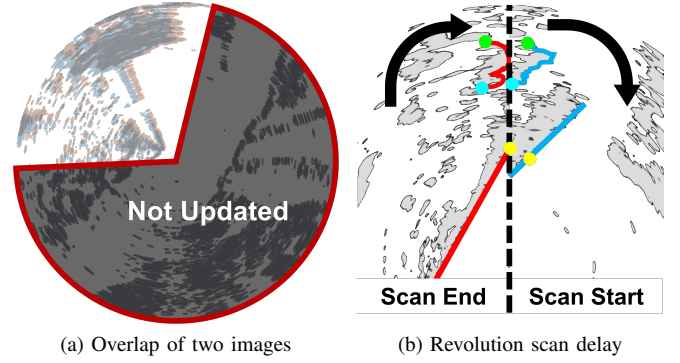 Not Updated
Scan End
Scan Start
(a) Overlap of two images
(b) Revolution scan delay